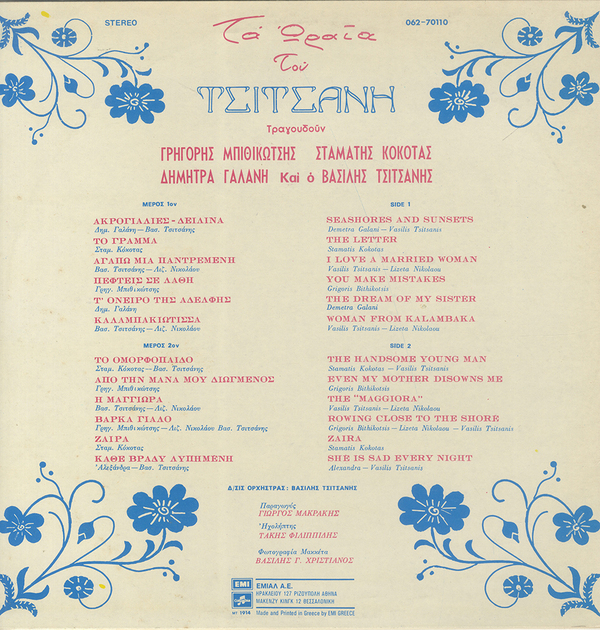 STEREO
062-70110
Τά Ὡραῖα
Τοῦ
ΤΣΙΤΣΑΝΗ
Τραγουδοῦν
ΓΡΗΓΟΡΗΣ ΜΠΙΘΙΚΩΤΣΗΣ ΣΤΑΜΑΤΗΣ ΚΟΚΟΤΑΣ
ΔΗΜΗΤΡΑ ΓΑΛΑΝΗ Καί ὁ ΒΑΣΙΛΗΣ ΤΣΙΤΣΑΝΗΣ
ΜΕΡΟΣ 1ον
ΑΚΡΟΓΙΑΛΙΕΣ - ΔΕΙΛΙΝΑ
Δημ. Γαλάνη — Βασ. Τσιτσάνης
ΤΟ ΓΡΑΜΜΑ
Σταμ. Κόκοτας
ΑΓΑΠΩ ΜΙΑ ΠΑΝΤΡΕΜΕΝΗ
Βασ. Τσιτσάνης — Λιζ. Νικολάου
ΠΕΦΤΕΙΣ ΣΕ ΛΑΘΗ
Γρηγ. Μπιθικώτσης
Τ' ΟΝΕΙΡΟ ΤΗΣ ΑΔΕΛΦΗΣ
Δημ. Γαλάνη
ΚΑΛΑΜΠΑΚΙΩΤΙΣΣΑ
Βασ. Τσιτσάνης — Λιζ. Νικολάου
ΜΕΡΟΣ 2ον
ΤΟ ΟΜΟΡΦΟΠΑΙΔΟ
Σταμ. Κόκοτας — Βασ. Τσιτσάνης
ΑΠΟ ΤΗΝ ΜΑΝΑ ΜΟΥ ΔΙΩΓΜΕΝΟΣ
Γρηγ. Μπιθικώτσης
Η ΜΑΓΓΙΩΡΑ
Βασ. Τσιτσάνης — Λιζ. Νικολάου
ΒΑΡΚΑ ΓΙΑΛΟ
Γρηγ. Μπιθικώτσης — Λιζ. Νικολάου Βασ. Τσιτσάνης
ΖΑΙΡΑ
Σταμ. Κόκοτας
ΚΑΘΕ ΒΡΑΔΥ ΛΥΠΗΜΕΝΗ
Ἀλεξάνδρα — Βασ. Τσιτσάνης
SIDE 1
SEASHORES AND SUNSETS
Demetra Galani — Vasilis Tsitsanis
THE LETTER
Stamatis Kokotas
I LOVE A MARRIED WOMAN
Vasilis Tsitsanis — Lizeta Nikolaou
YOU MAKE MISTAKES
Grigoris Bithikotsis
THE DREAM OF MY SISTER
Demetra Galani
WOMAN FROM KALAMBAKA
Vasilis Tsitsanis — Lizeta Nikolaou
SIDE 2
THE HANDSOME YOUNG MAN
Stamatis Kokotas — Vasilis Tsitsanis
EVEN MY MOTHER DISOWNS ME
Grigoris Bithikotsis
THE "MAGGIORA"
Vasilis Tsitsanis — Lizeta Nikolaou
ROWING CLOSE TO THE SHORE
Grigoris Bithikotsis — Lizeta Nikolaou — Vasilis Tsitsanis
ZAIRA
Stamatis Kokotas
SHE IS SAD EVERY NIGHT
Alexandra — Vasilis Tsitsanis
Δ/ΣΙΣ ΟΡΧΗΣΤΡΑΣ : ΒΑΣΙΛΗΣ ΤΣΙΤΣΑΝΗΣ
Παραγωγός
ΓΙΩΡΓΟΣ ΜΑΚΡΑΚΗΣ
Ἠχολήπτης
ΤΑΚΗΣ ΦΙΛΙΠΠΙΔΗΣ
Φωτογραφία Μακκέτα
ΒΑΣΙΛΗΣ Γ. ΧΡΙΣΤΙΑΝΟΣ
EMI
ΕΜΙΑΛ Α.Ε.
ΗΡΑΚΛΕΙΟΥ 127 ΡΙΖΟΥΠΟΛΗ ΑΘΗΝΑ
ΜΑΚΕΝΖΥ ΚΙΝΓΚ 12 ΘΕΣΣΑΛΟΝΙΚΗ
Nº 1914
Made and Printed in Greece by EMI GREECE